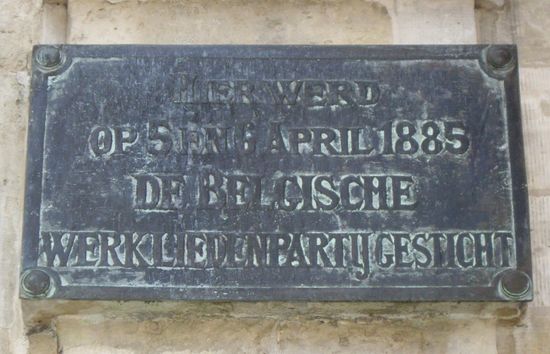 HIER WERD
OP 5 EN 6 APRIL 1885
DE BELGISCHE
WERKLIEDENPARTIJ GESTICHT